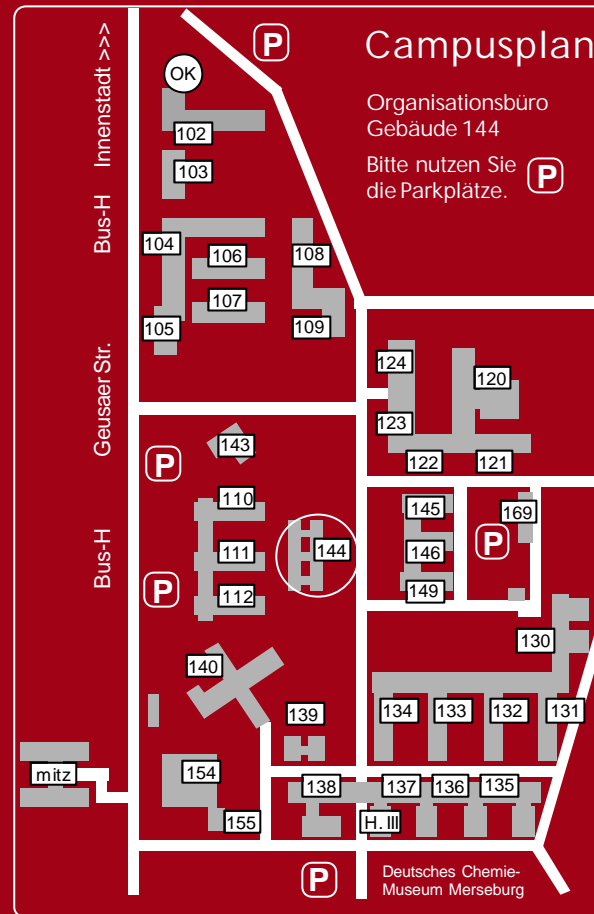 Campusplan
Organisationsbüro
Gebäude 144
Bitte nutzen Sie
die Parkplätze.
P
P
Innenstadt >>>
Bus-H
Geusaer Str.
Bus-H
OK
102
103
104
106
108
107
105
109
124
120
123
122
121
143
P
110
145
169
111
144
146
P
112
149
P
130
140
139
134
133
132
131
mitz
154
138
137
136
135
155
H. III
P
Deutsches Chemie-
Museum Merseburg